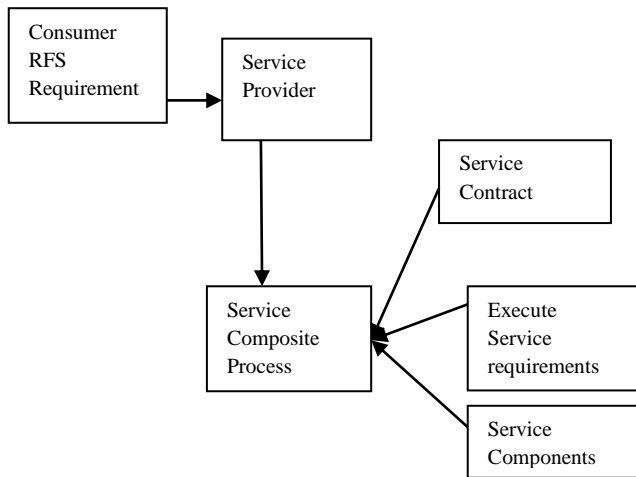 Consumer
RFS
Requirement
Service
Provider
Service
Contract
Service
Composite
Process
Execute
Service
requirements
Service
Components